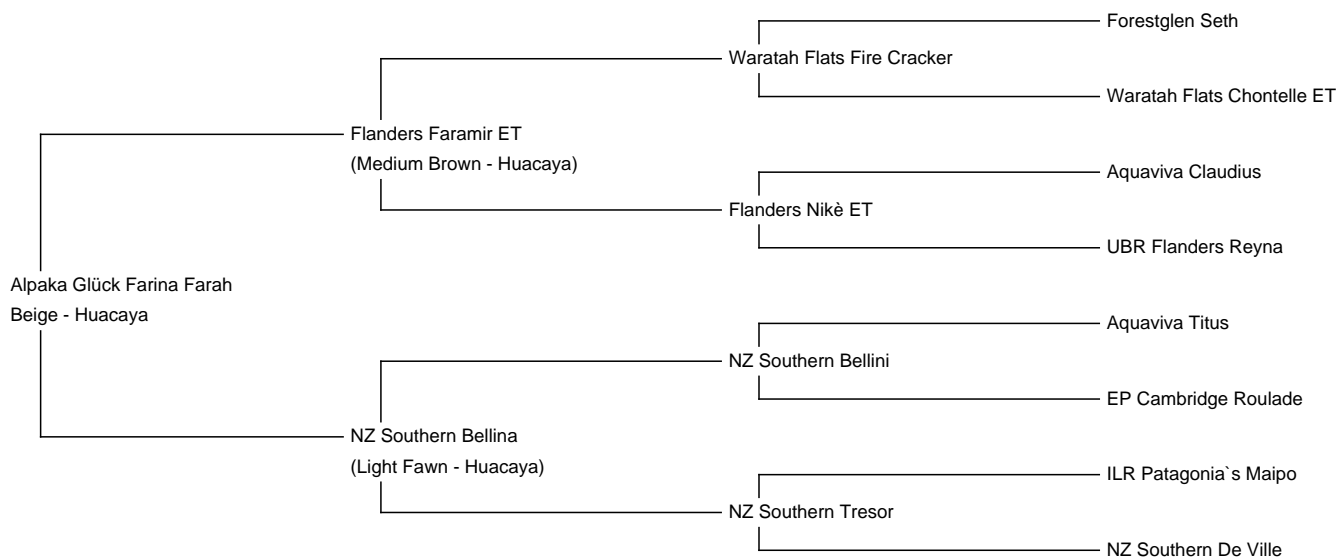 Forestglen Seth
Waratah Flats Fire Cracker
Waratah Flats Chontelle ET
Flanders Faramir ET
(Medium Brown - Huacaya)
Aquaviva Claudius
Flanders Nikè ET
UBR Flanders Reyna
Alpaka Glück Farina Farah
Beige - Huacaya
Aquaviva Titus
NZ Southern Bellini
EP Cambridge Roulade
NZ Southern Bellina
(Light Fawn - Huacaya)
ILR Patagonia`s Maipo
NZ Southern Tresor
NZ Southern De Ville